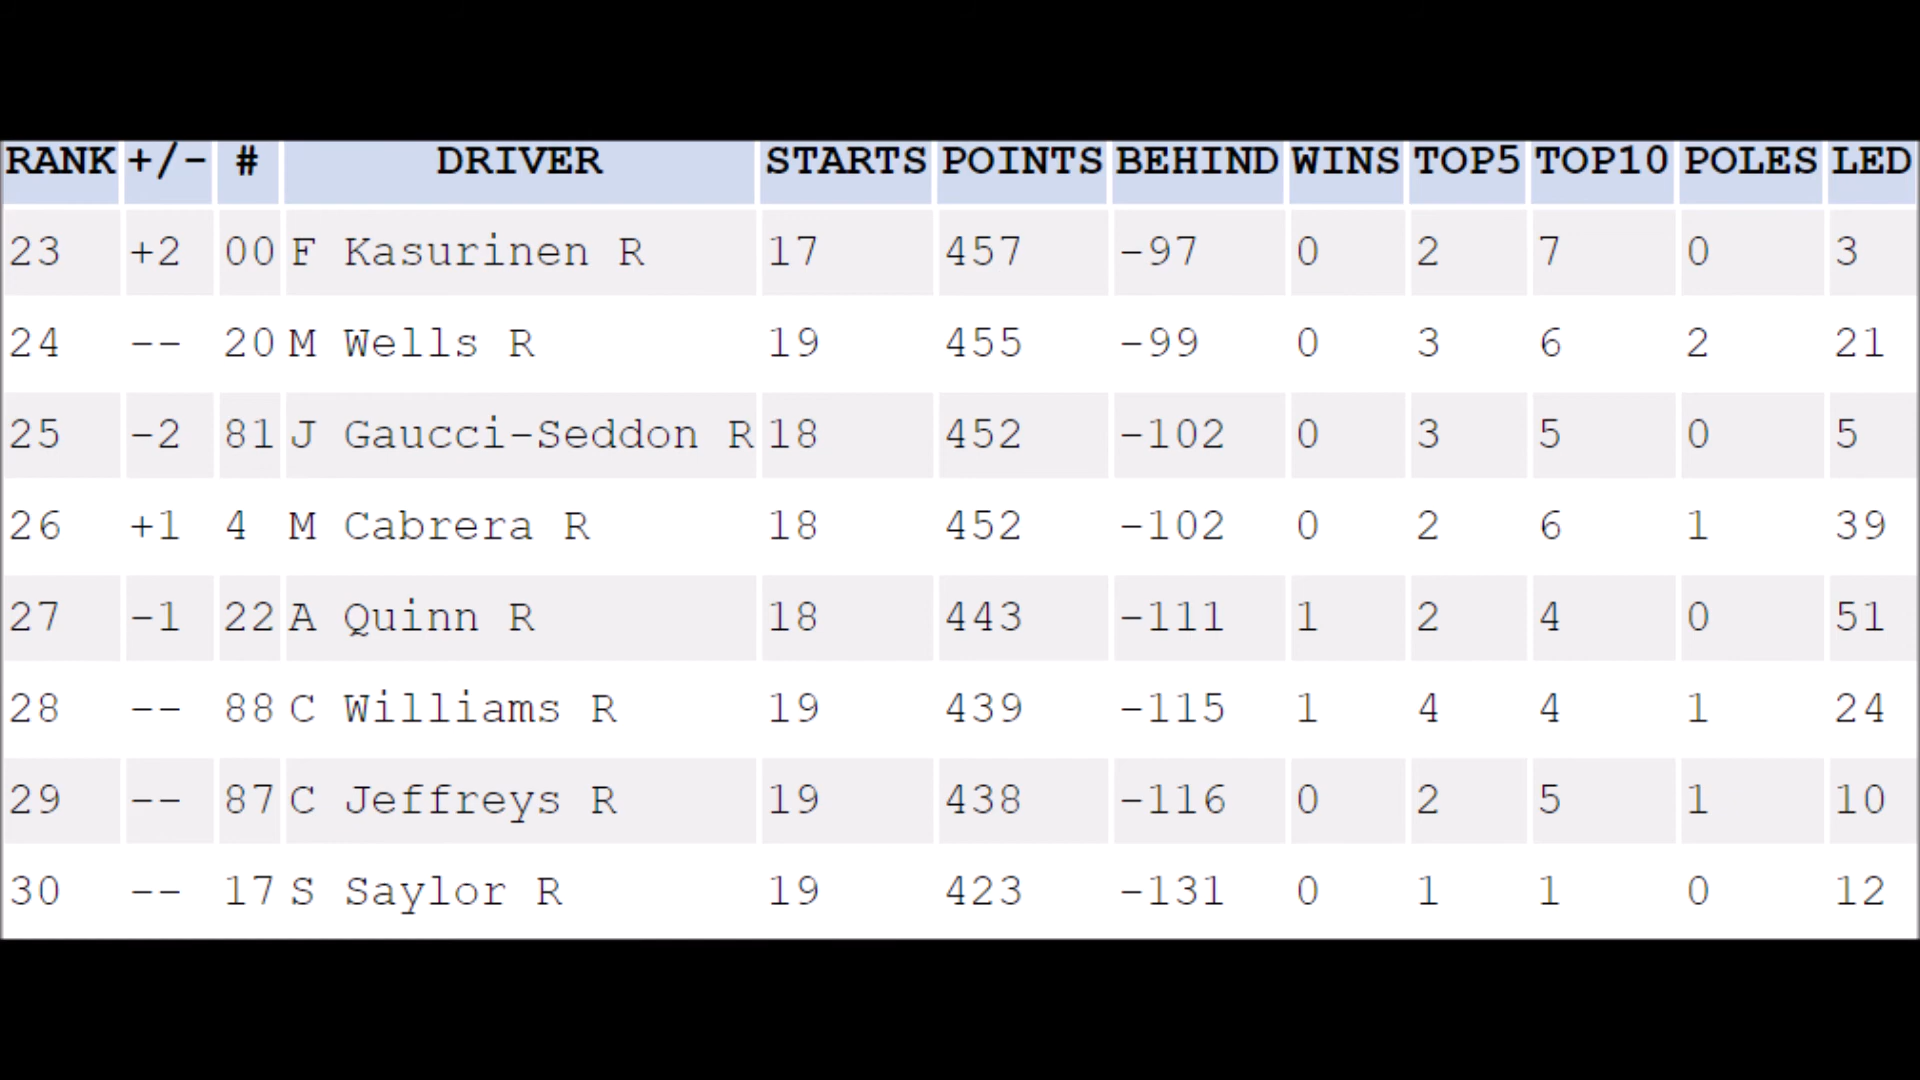 RANK +/- # DRIVER STARTS POINTS BEHIND WINS TOP5 TOP10 POLES LED
23 +2 00 F Kasurinen R 17 457 -97 0 2 7 0 3
24 -- 20 M Wells R 19 455 -99 0 3 6 2 21
25 -2 81 J Gaucci-Seddon R 18 452 -102 0 3 5 0 5
26 +1 4 M Cabrera R 18 452 -102 0 2 6 1 39
27 -1 22 A Quinn R 18 443 -111 1 2 4 0 51
28 -- 88 C Williams R 19 439 -115 1 4 4 1 24
29 -- 87 C Jeffreys R 19 438 -116 0 2 5 1 10
30 -- 17 S Saylor R 19 423 -131 0 1 1 0 12